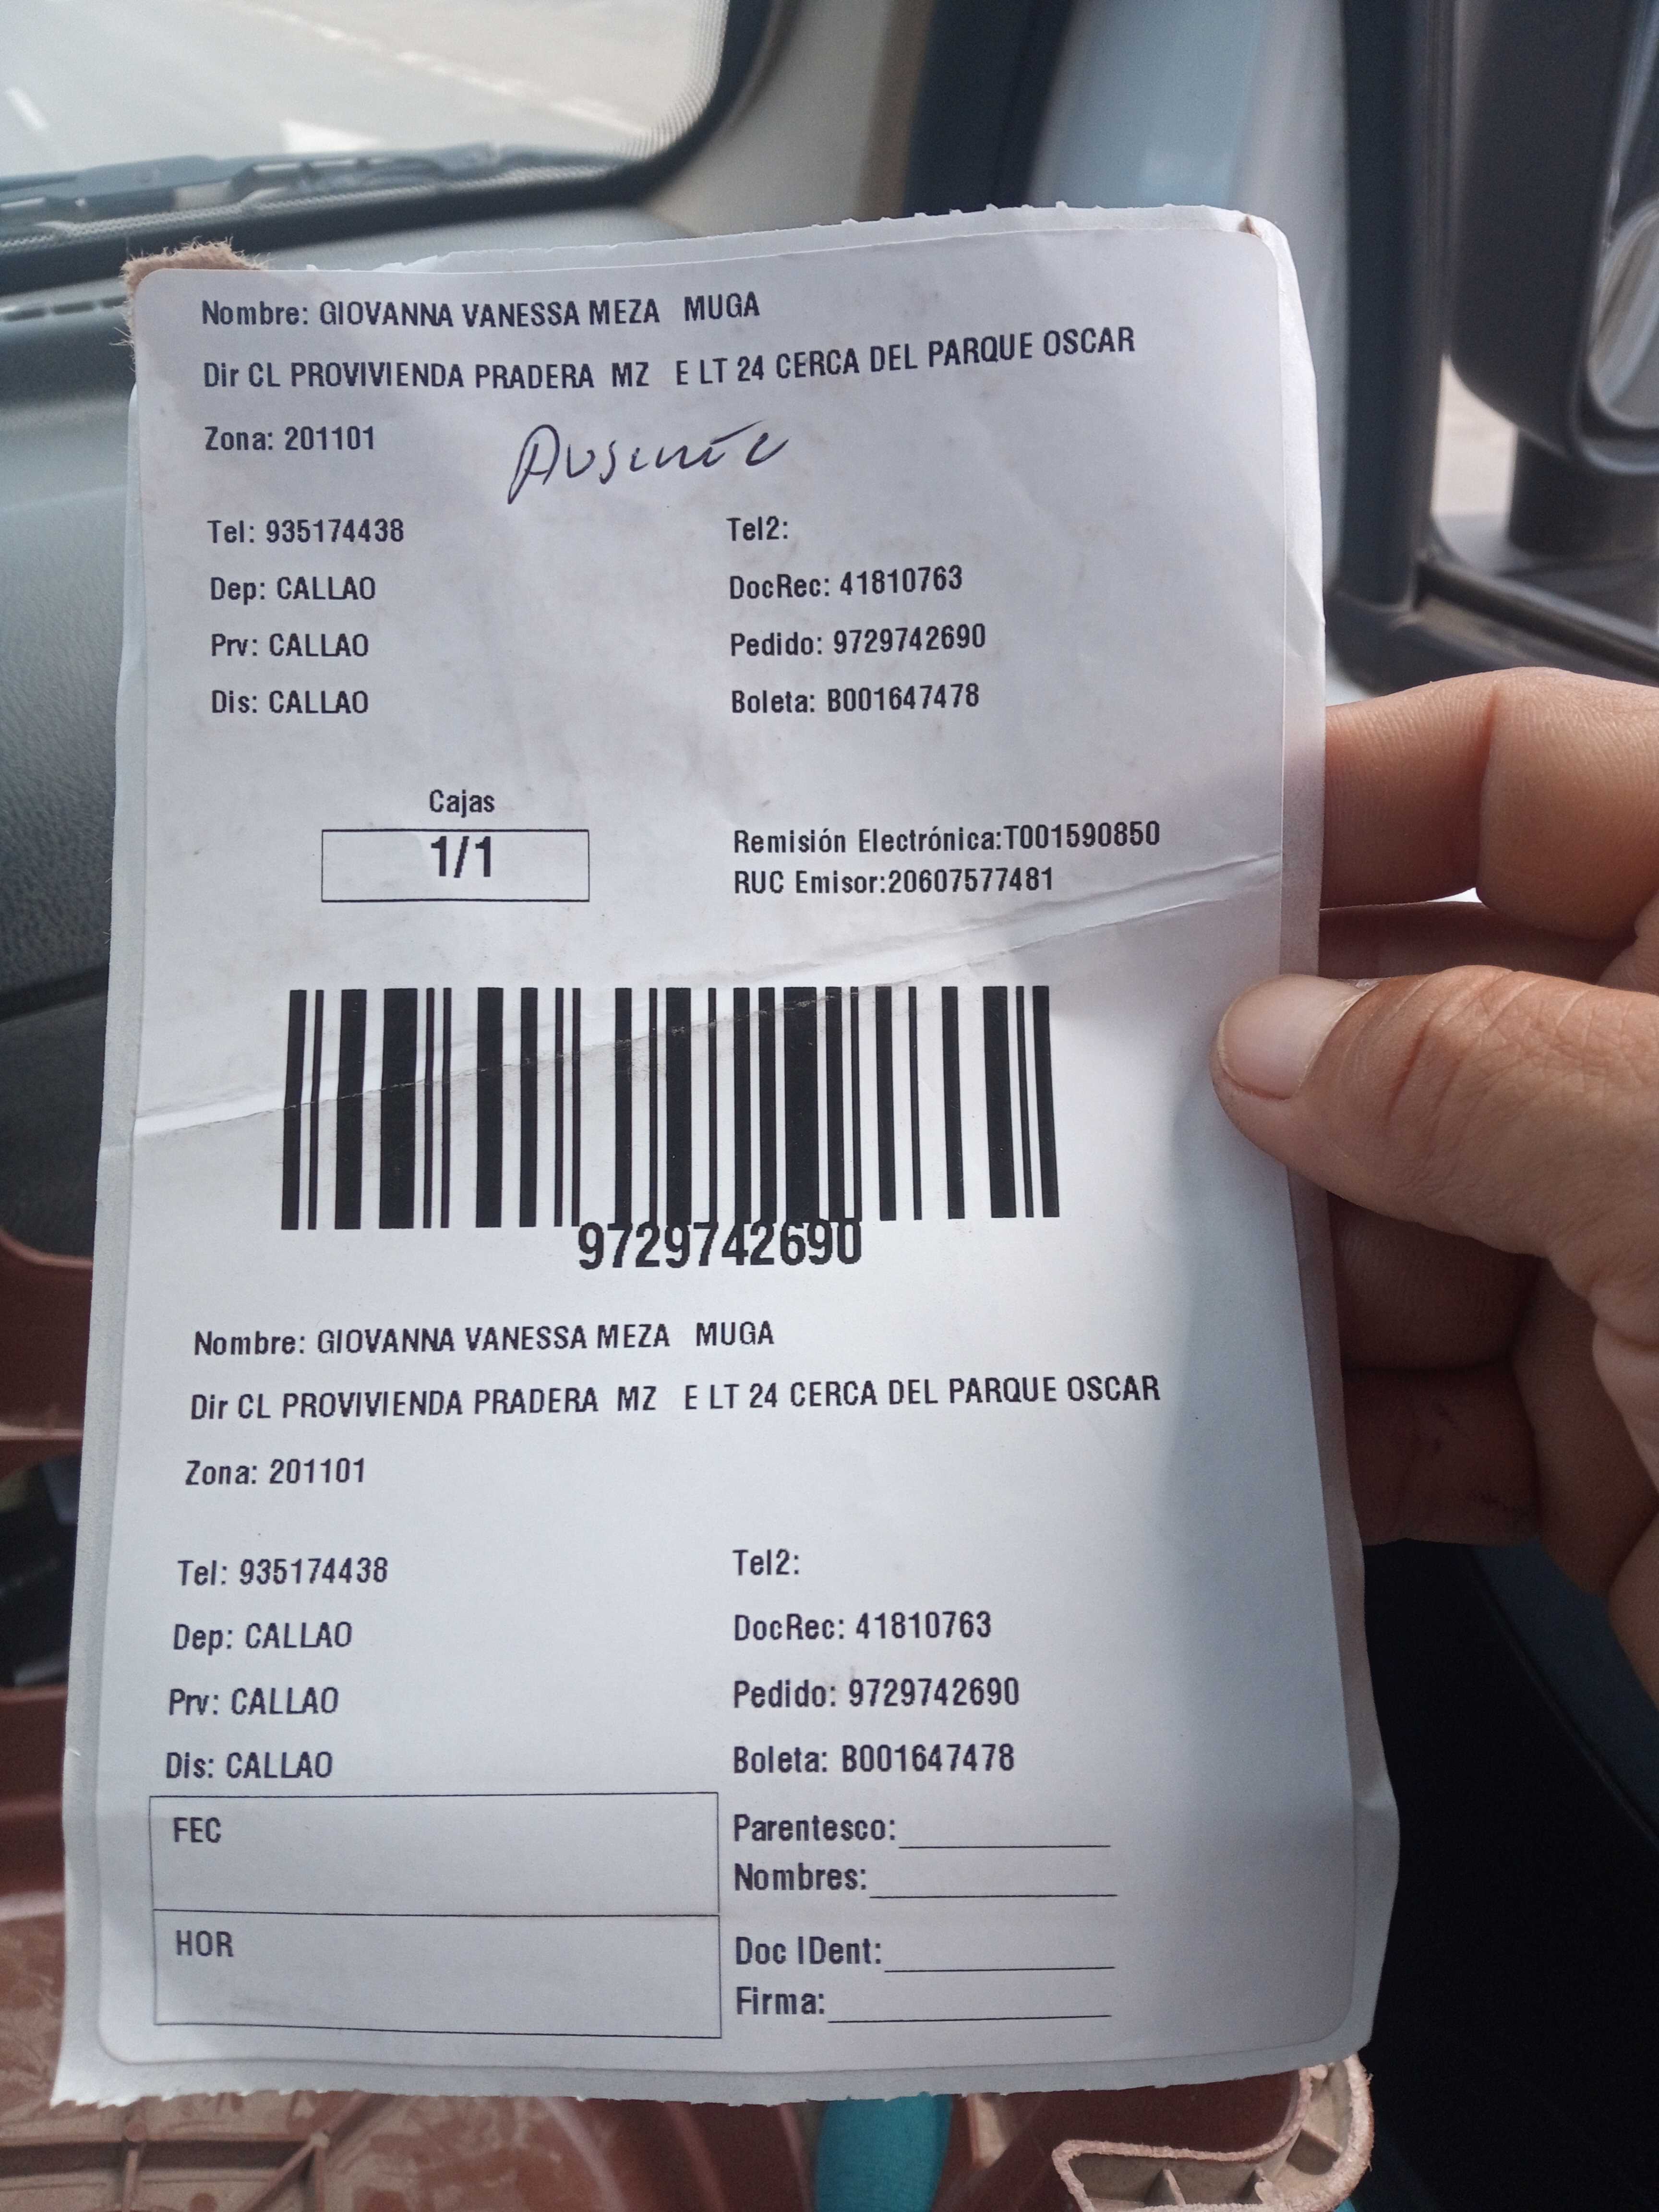 Nombre: GIOVANNA VANESSA MEZA MUGA
Dir CL PROVIVIENDA PRADERA MZ E LT 24 CERCA DEL PARQUE OSCAR
Zona: 201101
Ausente
Tel: 935174438 Tel2:
Dep: CALLAO DocRec: 41810763
Prv: CALLAO Pedido: 9729742690
Dis: CALLAO Boleta: B001647478
Cajas
1/1
Remisión Electrónica:T001590850
RUC Emisor:20607577481
9729742690
Nombre: GIOVANNA VANESSA MEZA MUGA
Dir CL PROVIVIENDA PRADERA MZ E LT 24 CERCA DEL PARQUE OSCAR
Zona: 201101
Tel: 935174438 Tel2:
Dep: CALLAO DocRec: 41810763
Prv: CALLAO Pedido: 9729742690
Dis: CALLAO Boleta: B001647478
FEC
HOR
Parentesco:
Nombres:
Doc IDent:
Firma: